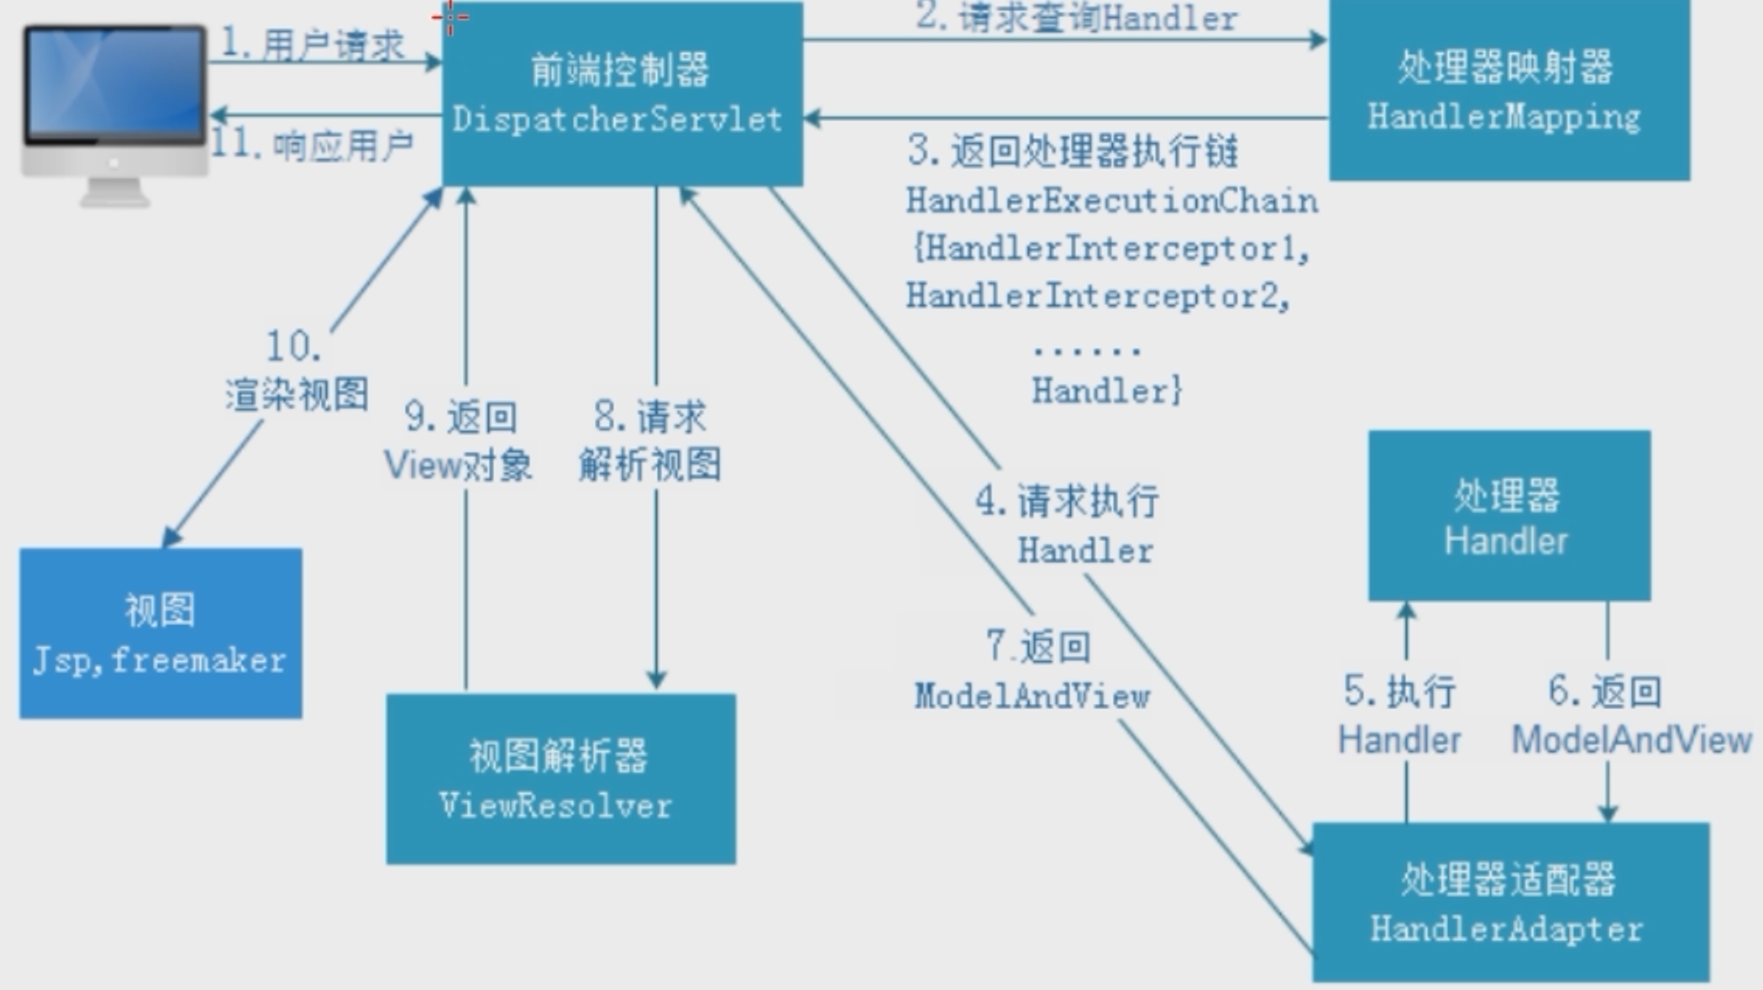 1.用户请求
11.响应用户
前端控制器
DispatcherServlet
2.请求查询Handler
处理器映射器
HandlerMapping
3.返回处理器执行链
HandlerExecutionChain
{HandlerInterceptor1,
HandlerInterceptor2,
......
Handler}
10.
渲染视图
9.返回
View对象
8.请求
解析视图
4.请求执行
Handler
处理器
Handler
视图
Jsp,freemaker
7.返回
ModelAndView
5.执行
Handler
6.返回
ModelAndView
视图解析器
ViewResolver
处理器适配器
HandlerAdapter